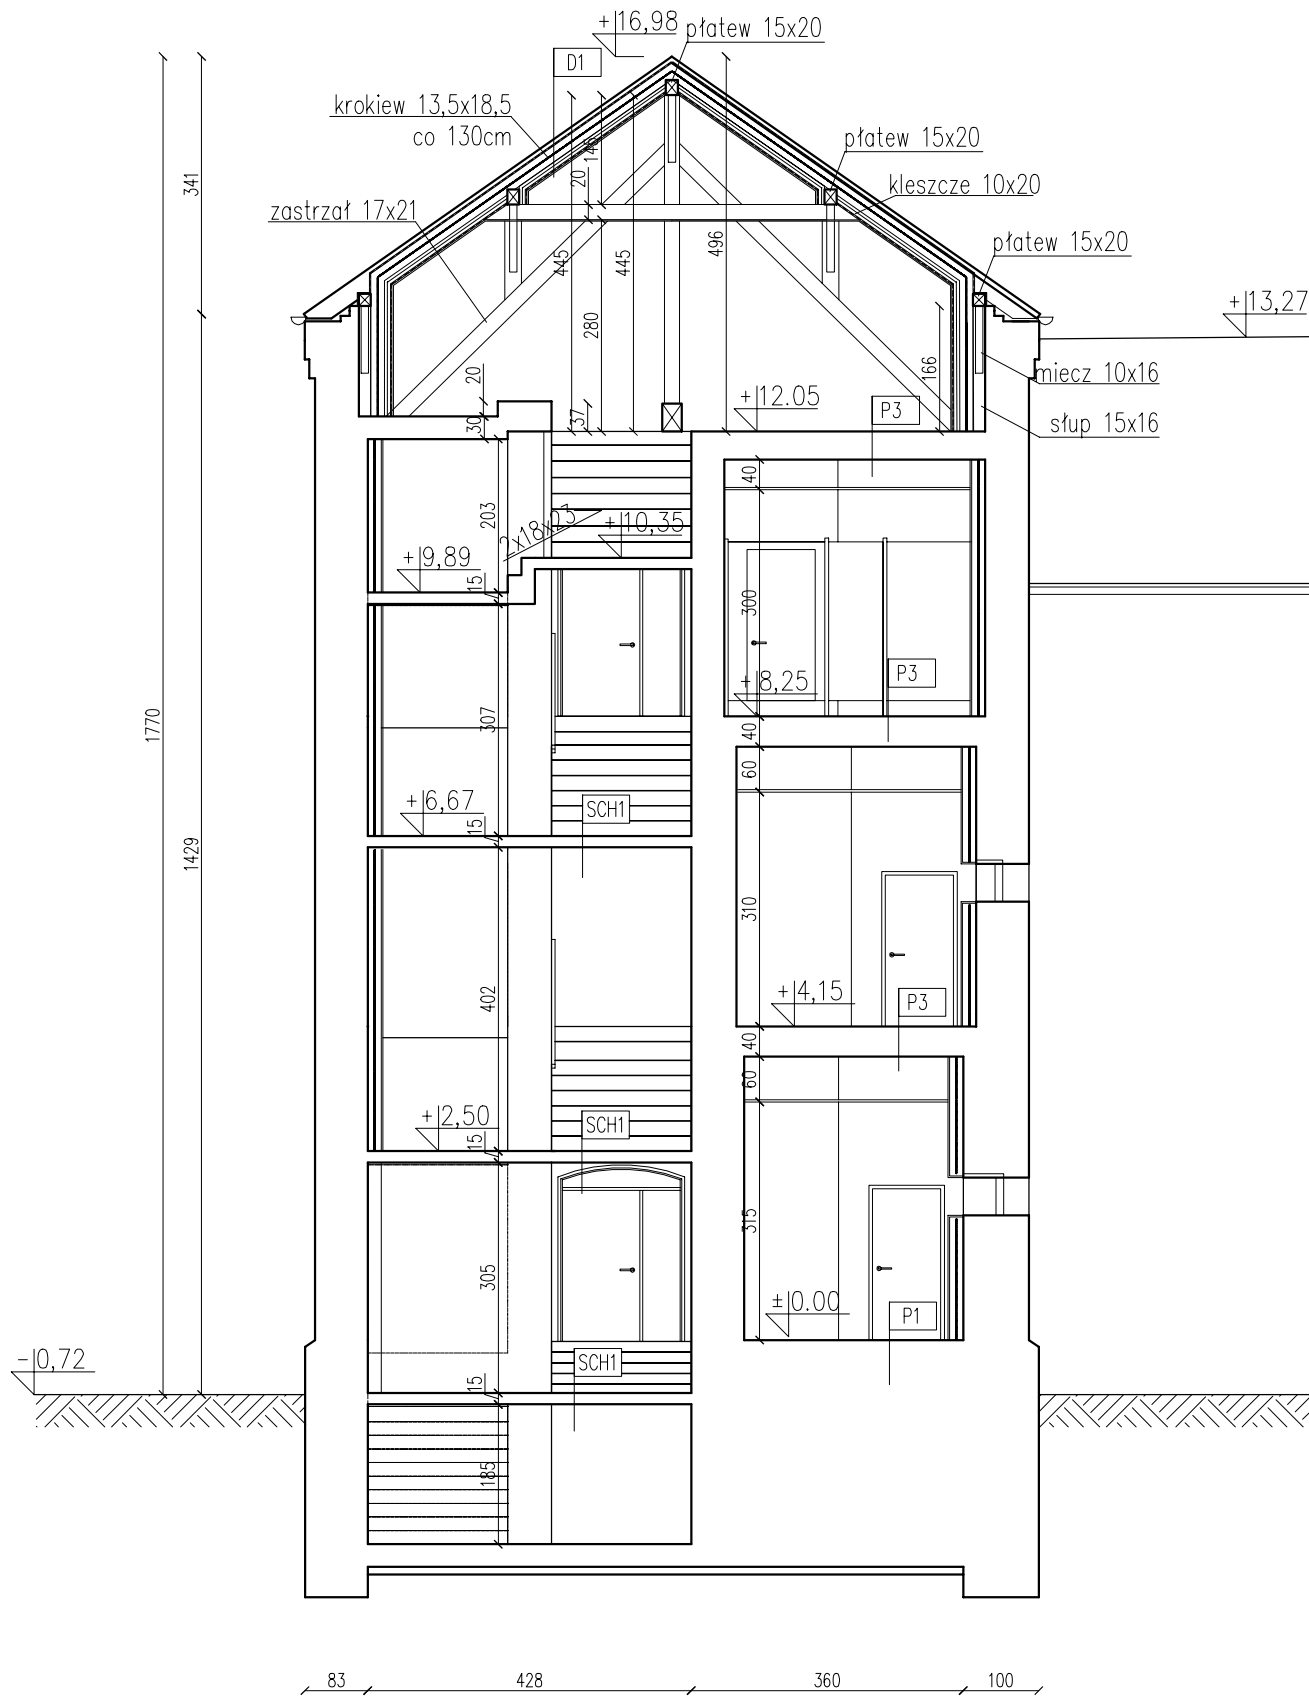 +16,98
płatew 15x20
D1
krokiew 13,5x18,5
co 130cm
płatew 15x20
kleszcze 10x20
zastrzał 17x21
płatew 15x20
+13,27
341
146
20
445
445
496
280
166
miecz 10x16
słup 15x16
20
30
37
+12.05
P3
40
203
2x18x23
+10,35
+9,89
15
300
P3
+8,25
1770
307
40
60
+6,67
15
SCH1
1429
310
402
+4,15
P3
40
60
+2,50
15
SCH1
315
305
±0.00
P1
-0,72
15
SCH1
185
83
428
360
100